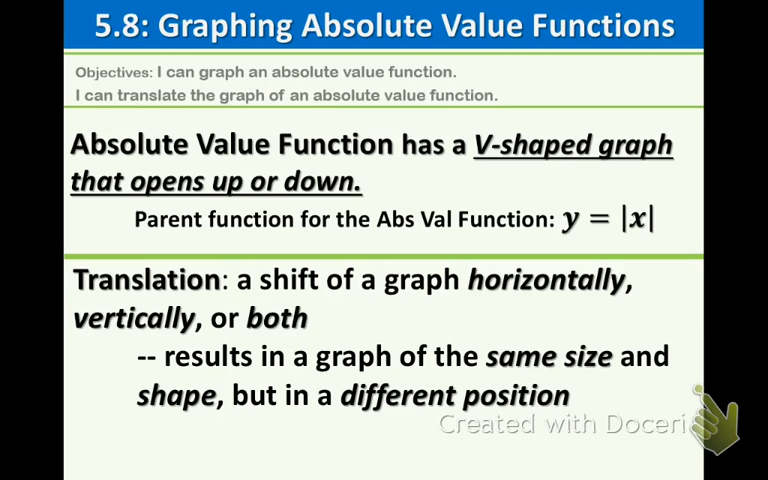 5.8: Graphing Absolute Value Functions
Objectives: I can graph an absolute value function.
I can translate the graph of an absolute value function.
Absolute Value Function has a V-shaped graph
that opens up or down.
Parent function for the Abs Val Function: y = |x|
Translation: a shift of a graph horizontally,
vertically, or both
-- results in a graph of the same size and
shape, but in a different position
Created with Doceri